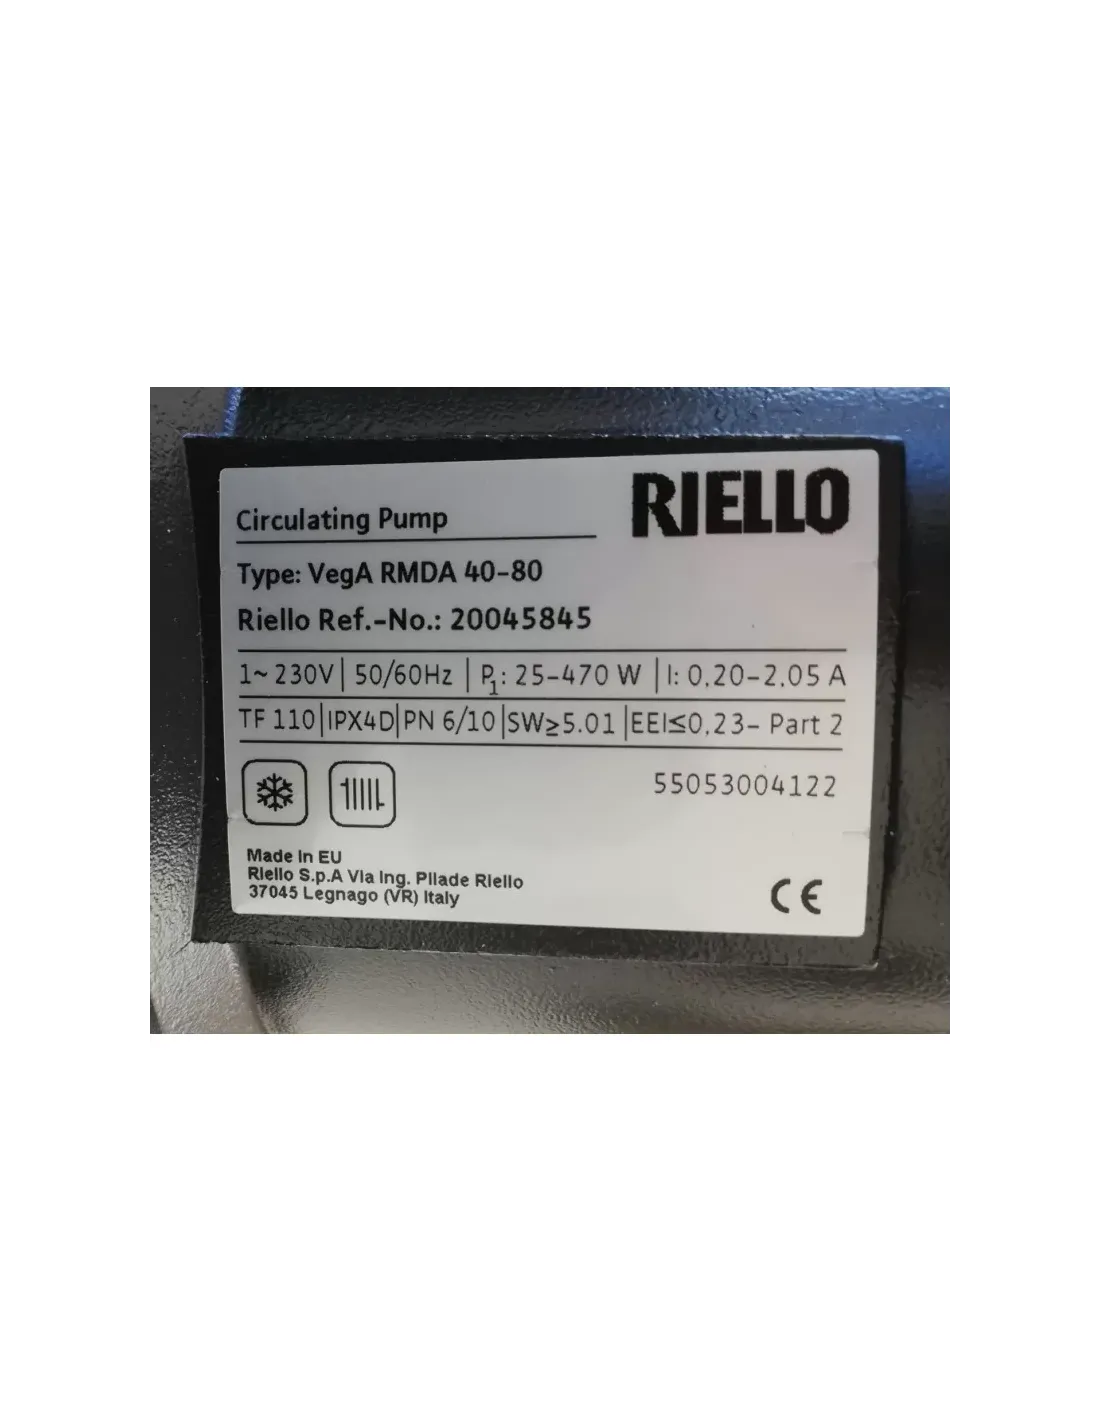 RIELLO
Circulating Pump
Type: VegA RMDA 40-80
Riello Ref.-No.: 20045845
1~ 230V | 50/60Hz | P1: 25-470 W | I: 0,20-2,05 A
TF 110 | IPX4D | PN 6/10 | SW≥5.01 | EEI≤0,23- Part 2
55053004122
Made in EU
Riello S.p.A Via Ing. Pilade Riello
37045 Legnago (VR) Italy
CE